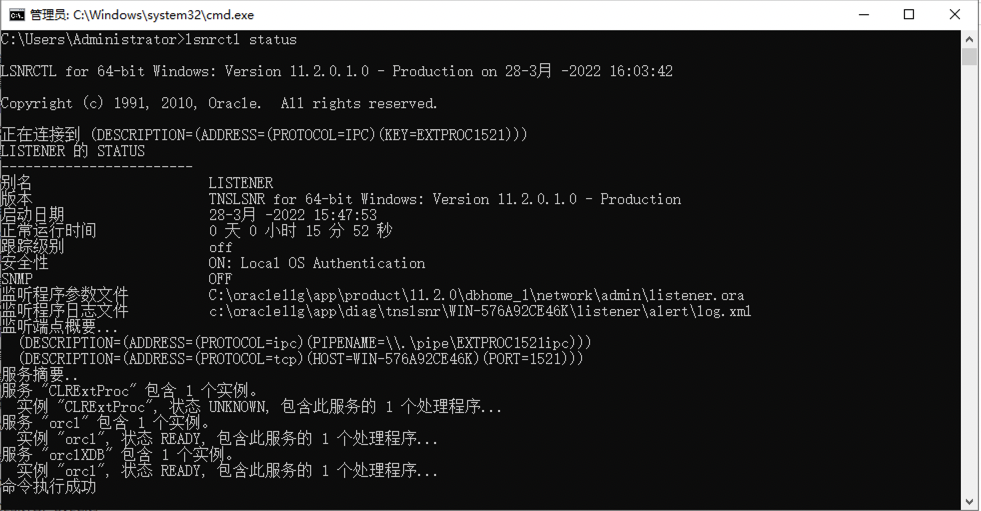 管理员: C:\Windows\system32\cmd.exe
C:\Users\Administrator>lsnrctl status
LSNRCTL for 64-bit Windows: Version 11.2.0.1.0 - Production on 28-3月 -2022 16:03:42
Copyright (c) 1991, 2010, Oracle.  All rights reserved.
正在连接到 (DESCRIPTION=(ADDRESS=(PROTOCOL=IPC)(KEY=EXTPROC1521)))
LISTENER 的 STATUS
------------------------
别名                      LISTENER
版本                      TNSLSNR for 64-bit Windows: Version 11.2.0.1.0 - Production
启动日期                  28-3月 -2022 15:47:53
正常运行时间              0 天 0 小时 15 分 52 秒
跟踪级别                  off
安全性                    ON: Local OS Authentication
SNMP                      OFF
监听程序参数文件          C:\oracle11g\app\product\11.2.0\dbhome_1\network\admin\listener.ora
监听程序日志文件          c:\oracle11g\app\diag\tnslsnr\WIN-576A92CE46K\listener\alert\log.xml
监听端点概要...
  (DESCRIPTION=(ADDRESS=(PROTOCOL=ipc)(PIPENAME=\\.\pipe\EXTPROC1521ipc)))
  (DESCRIPTION=(ADDRESS=(PROTOCOL=tcp)(HOST=WIN-576A92CE46K)(PORT=1521)))
服务摘要..
服务 "CLRExtProc" 包含 1 个实例。
  实例 "CLRExtProc", 状态 UNKNOWN, 包含此服务的 1 个处理程序...
服务 "orcl" 包含 1 个实例。
  实例 "orcl", 状态 READY, 包含此服务的 1 个处理程序...
服务 "orclXDB" 包含 1 个实例。
  实例 "orcl", 状态 READY, 包含此服务的 1 个处理程序...
命令执行成功